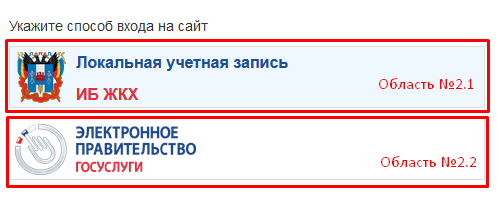 Укажите способ входа на сайт
Локальная учетная запись
ИБ ЖКХ
Область №2.1
ЭЛЕКТРОННОЕ
ПРАВИТЕЛЬСТВО
ГОСУСЛУГИ
Область №2.2